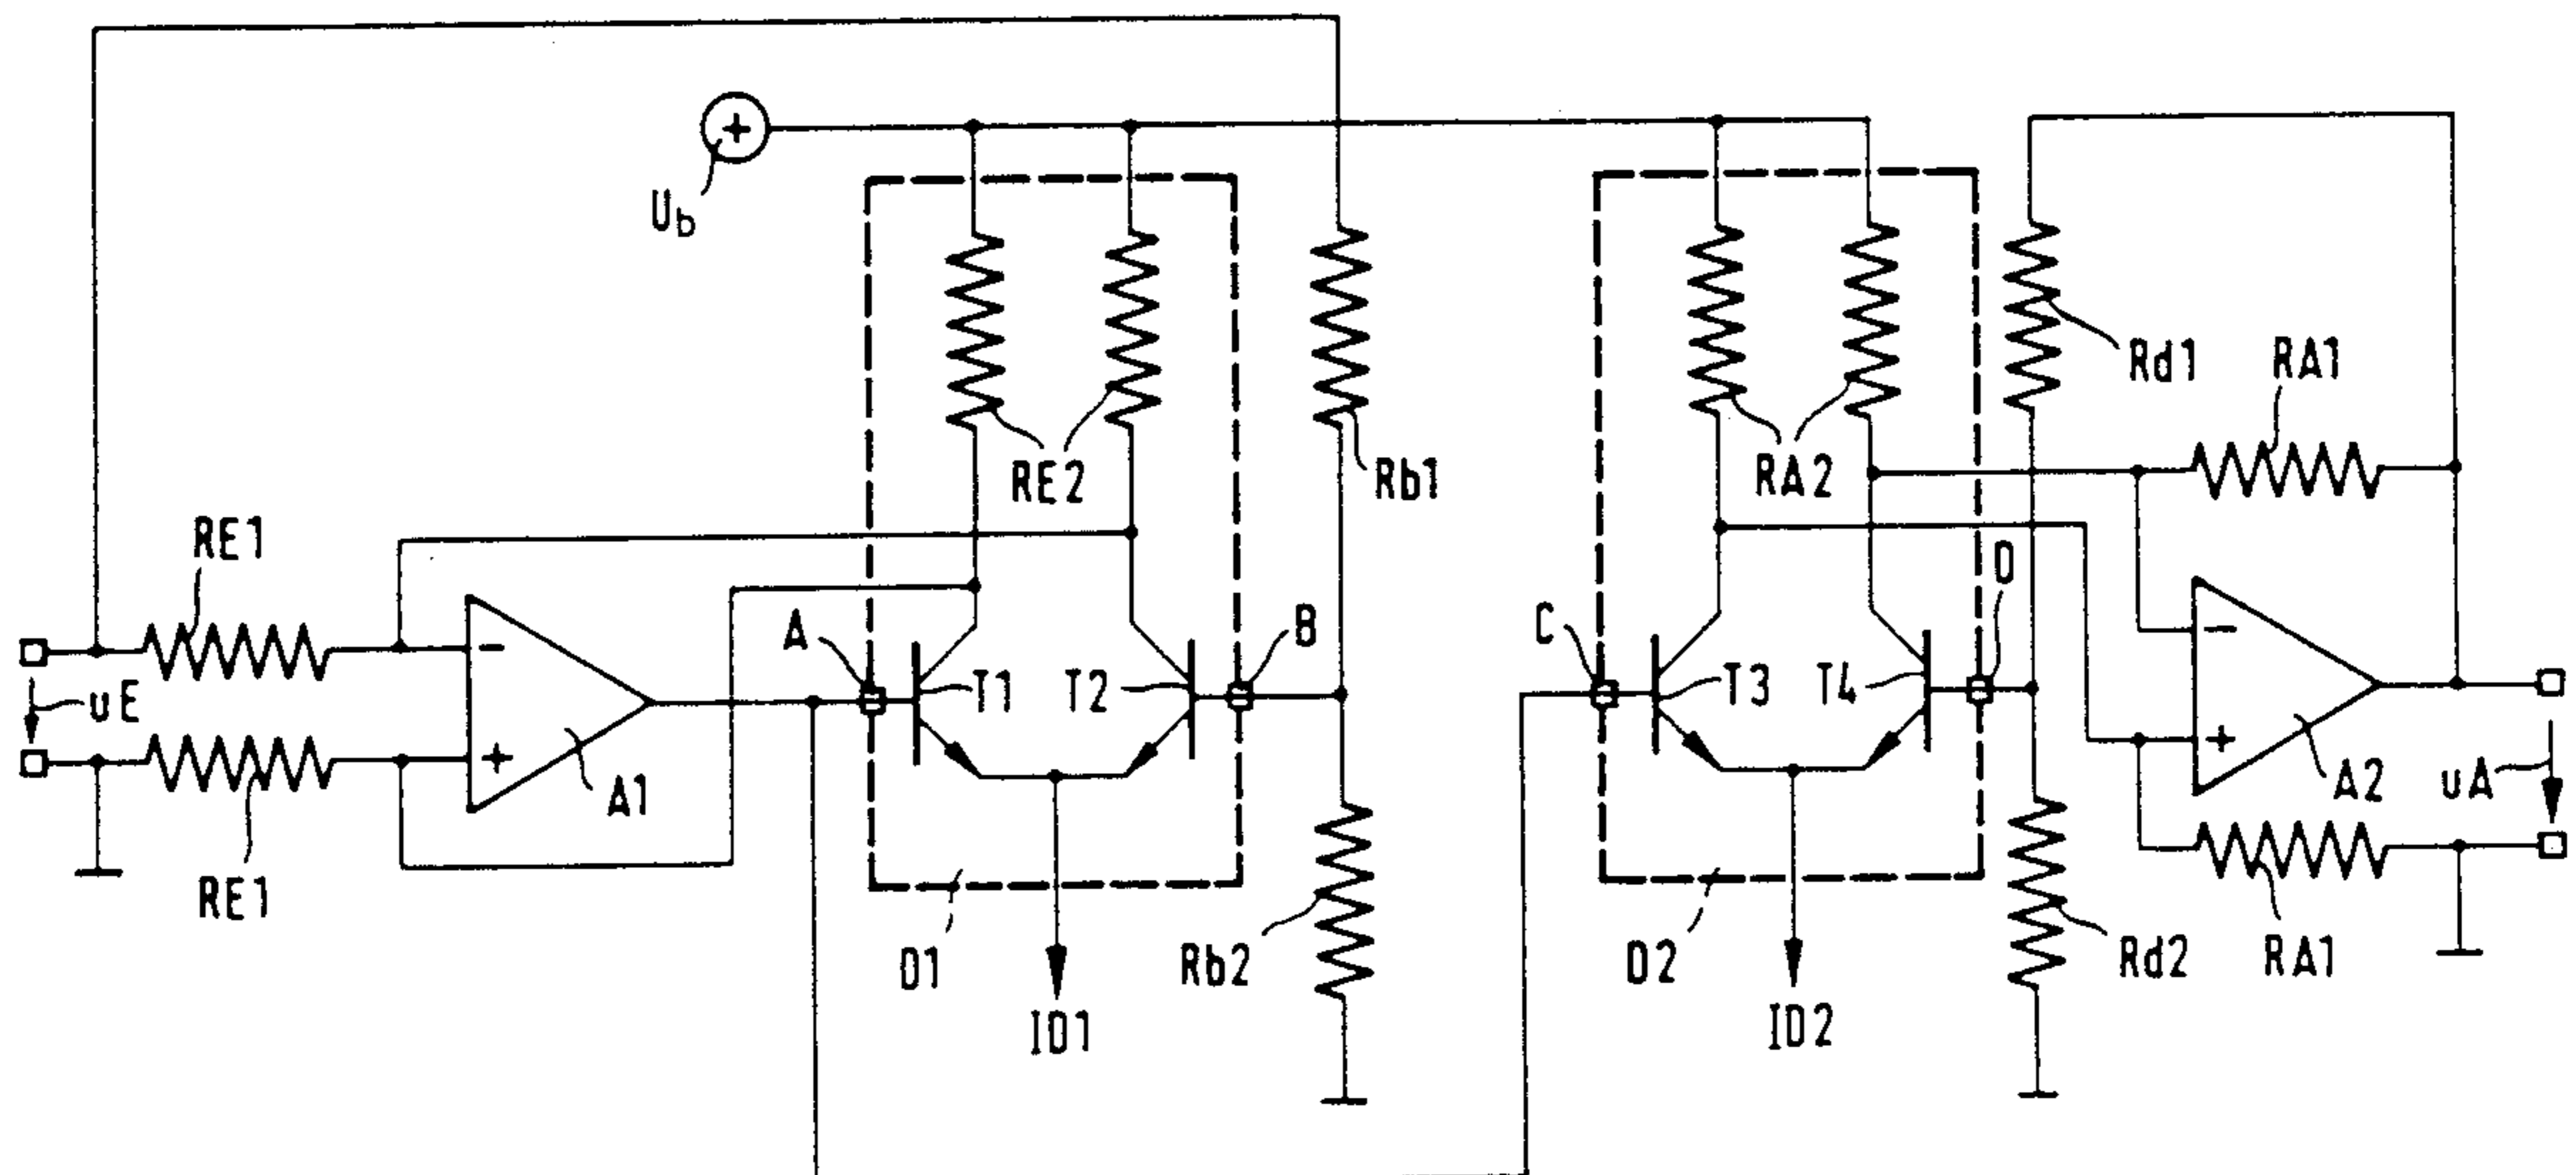 +
Ub
Rd1
RA1
RE2
Rb1
RA2
RE1
A
B
C
D
-
-
uE
T1
T2
T3
T4
+
+
A1
A2
uA
RE1
D1
Rb2
D2
Rd2
RA1
ID1
ID2